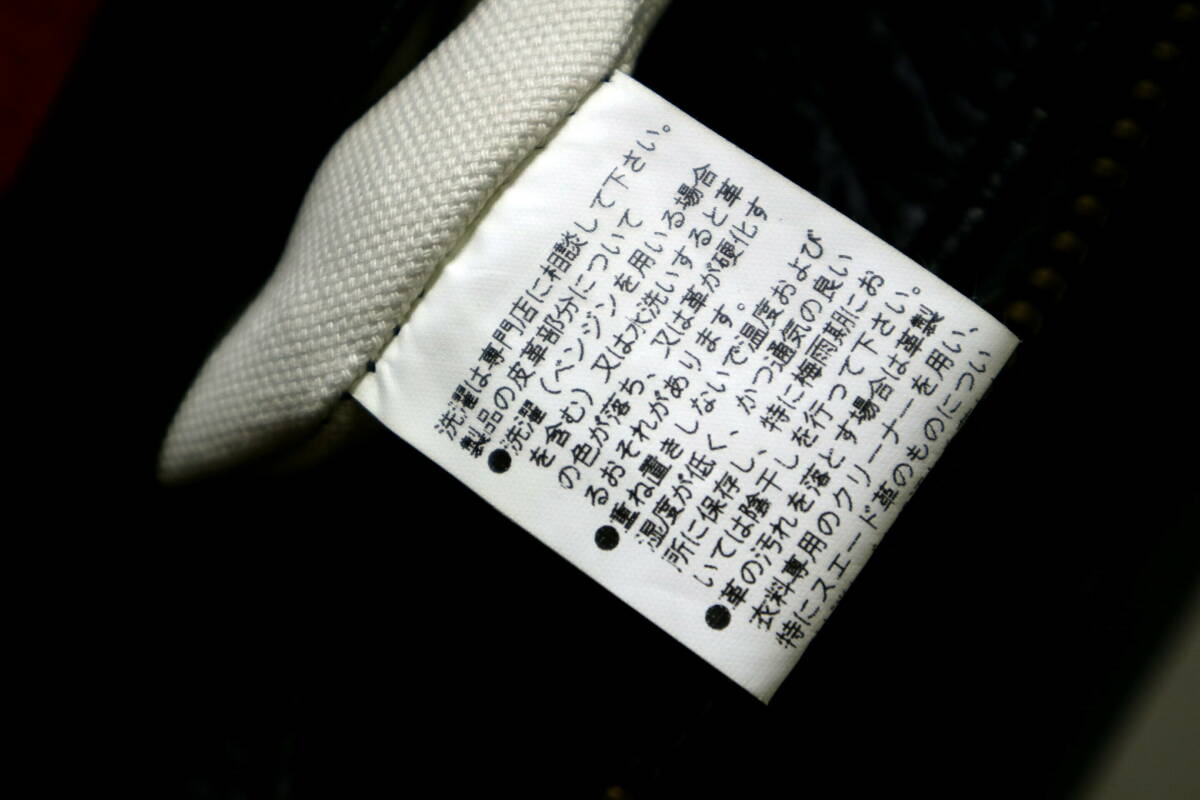 洗濯は専門店に相談して下さい。
製品の皮革部分について
●洗濯(ベンジンを用いる場合
を含む)又は水洗いすると革
の色が落ち、又は革が硬化す
るおそれがあります。
●重ね置きしないで温度および
湿度が低く、かつ通気の良い
所に保存し、特に梅雨期にお
いては陰干しを行って下さい。
●革の汚れを落とす場合は革製
衣料専用のクリーナーを用い、
特にスエード革のものについ